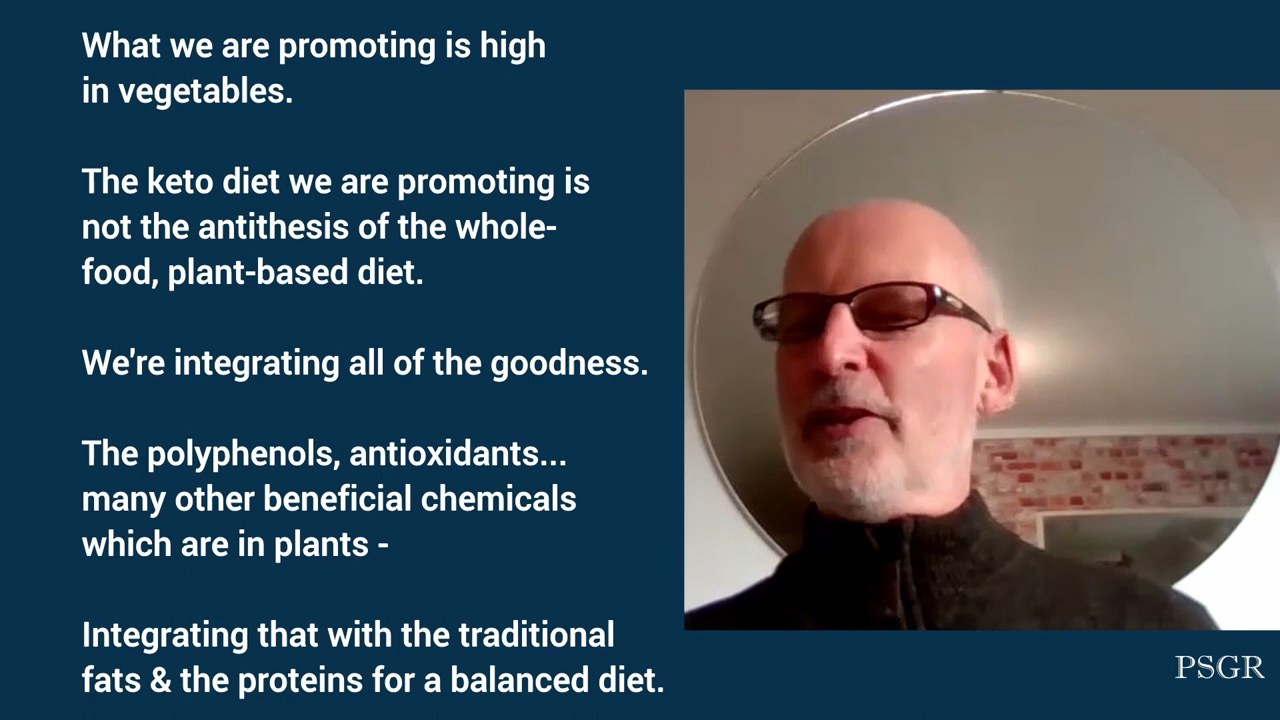 What we are promoting is high
in vegetables.
The keto diet we are promoting is
not the antithesis of the whole-
food, plant-based diet.
We're integrating all of the goodness.
The polyphenols, antioxidants...
many other beneficial chemicals
which are in plants -
Integrating that with the traditional
fats & the proteins for a balanced diet.
PSGR